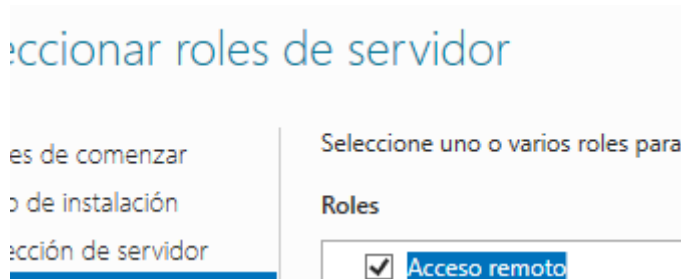 eccionar roles de servidor
es de comenzar
Seleccione uno o varios roles para
de instalación
Roles
ección de servidor
Acceso remoto